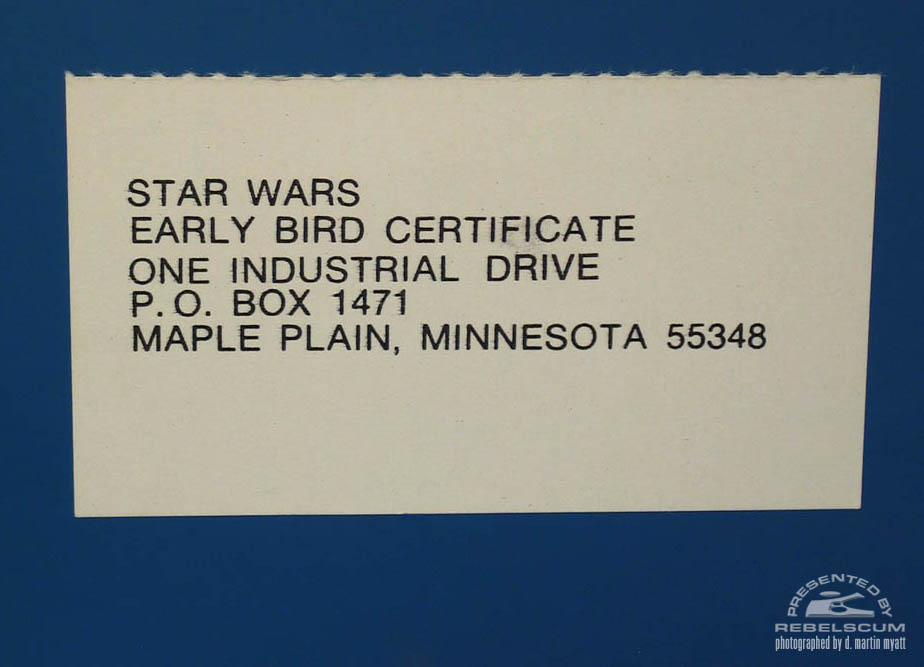 STAR WARS
EARLY BIRD CERTIFICATE
ONE INDUSTRIAL DRIVE
P.O. BOX 1471
MAPLE PLAIN, MINNESOTA 55348
PRESENTED BY
REBELSCUM
photographed by d. martin myatt